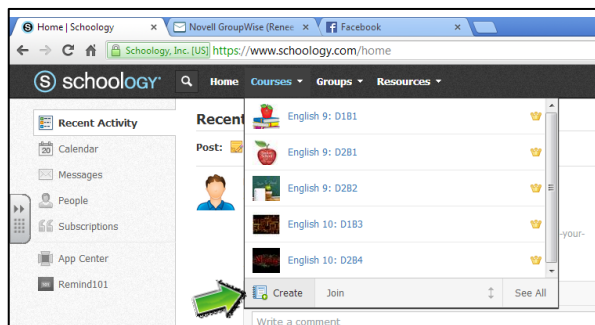 Home | Schoology
Novell GroupWise (Renee
Facebook
Schoology, Inc. [US] https://www.schoology.com/home
S schoology
Home Courses Groups Resources
Recent Activity
Calendar
20
Messages
People
Subscriptions
App Center
Remind101
Recent
Post:
English 9: D1B1
English 9: D2B1
English 9: D2B2
English 10: D1B3
English 10: D2B4
-your-
Create Join See All
Write a comment